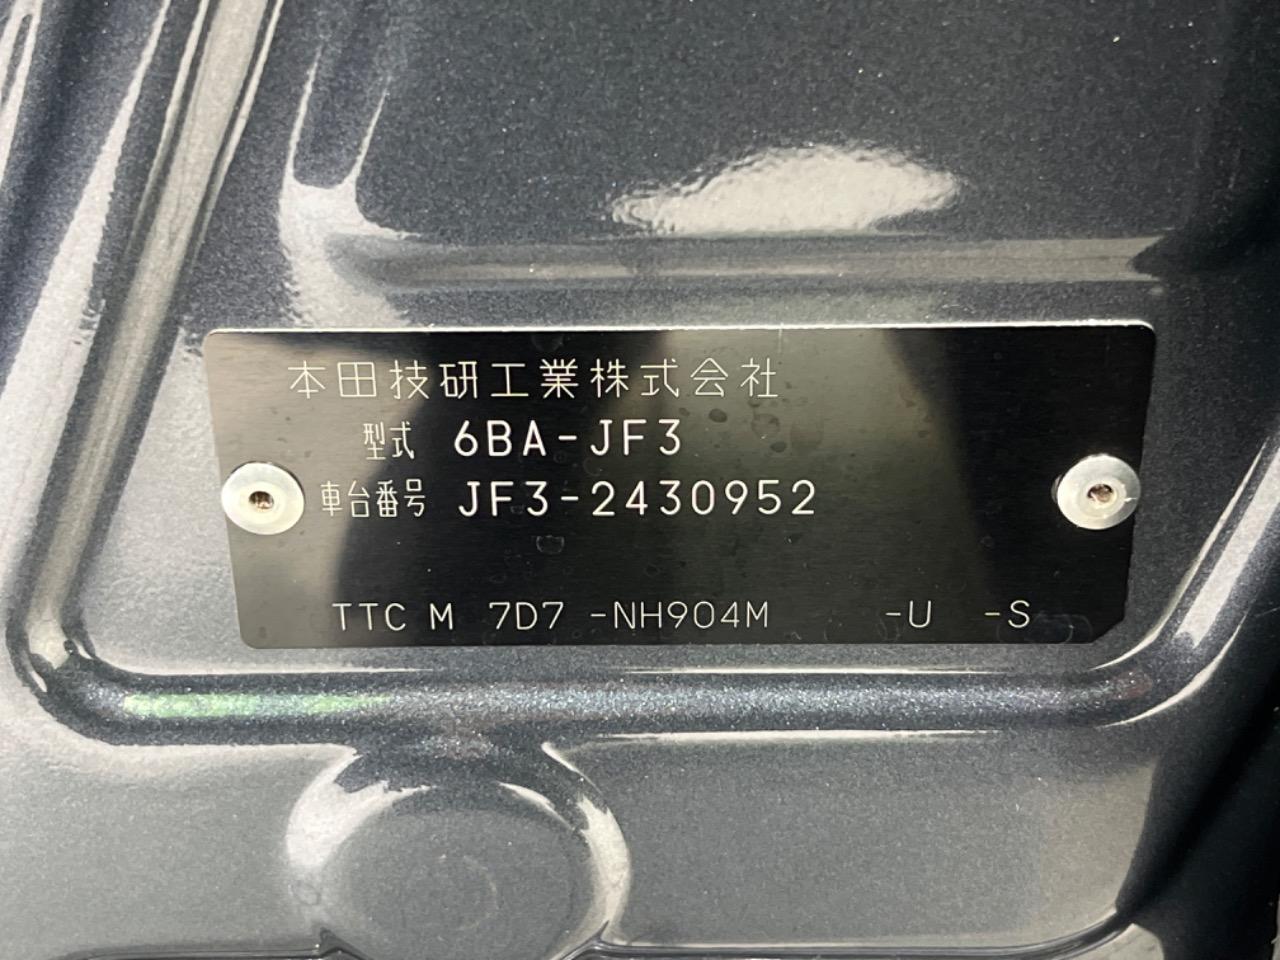 本田技研工業株式会社
型式 6BA-JF3
車台番号 JF3-2430952
TTC M 7D7 -NH904M -U -S